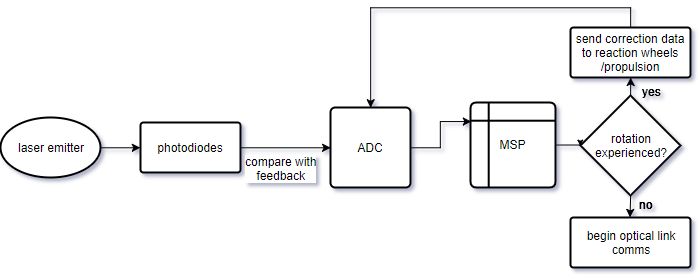 laser emitter
photodiodes
compare with
feedback
ADC
MSP
rotation
experienced?
yes
send correction data
to reaction wheels
/propulsion
no
begin optical link
comms